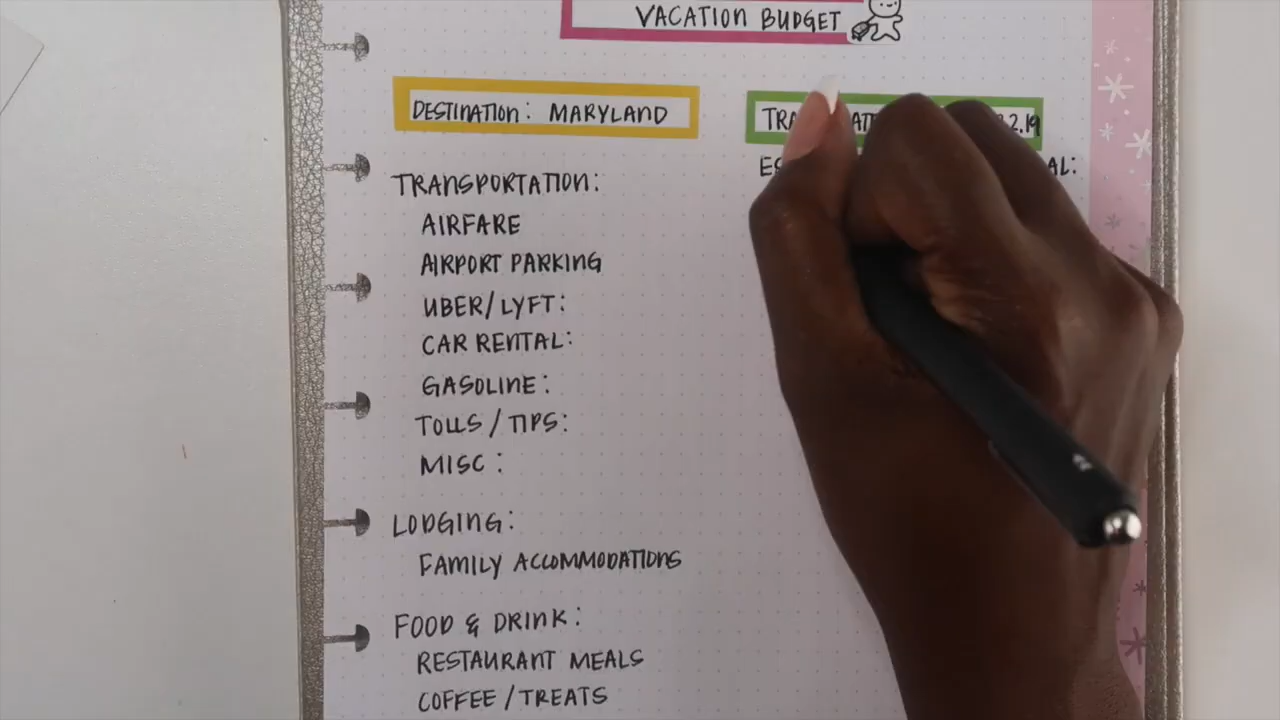 VACATION BUDGET
DESTINATION: MARYLAND
TRANSPORTATION:
AIRFARE
AIRPORT PARKING
UBER/LYFT:
CAR RENTAL:
GASOLINE:
TOLLS/TIPS:
MISC:
LODGING:
FAMILY ACCOMMODATIONS
FOOD & DRINK:
RESTAURANT MEALS
COFFEE/TREATS